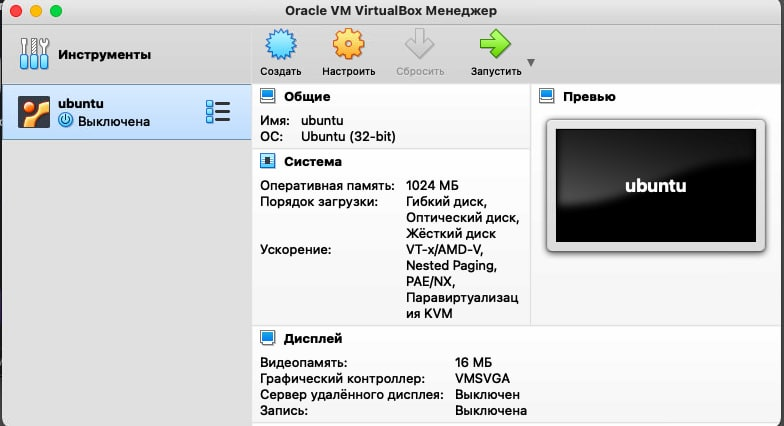 Oracle VM VirtualBox Менеджер
Инструменты
Создать Настроить Сбросить Запустить
ubuntu
Выключена
Общие
Имя: ubuntu
ОС: Ubuntu (32-bit)
Превью
ubuntu
Система
Оперативная память: 1024 МБ
Порядок загрузки: Гибкий диск,
Оптический диск,
Жёсткий диск
Ускорение: VT-x/AMD-V,
Nested Paging,
PAE/NX,
Паравиртуализац
ия KVM
Дисплей
Видеопамять: 16 МБ
Графический контроллер: VMSVGA
Сервер удалённого дисплея: Выключен
Запись: Выключена